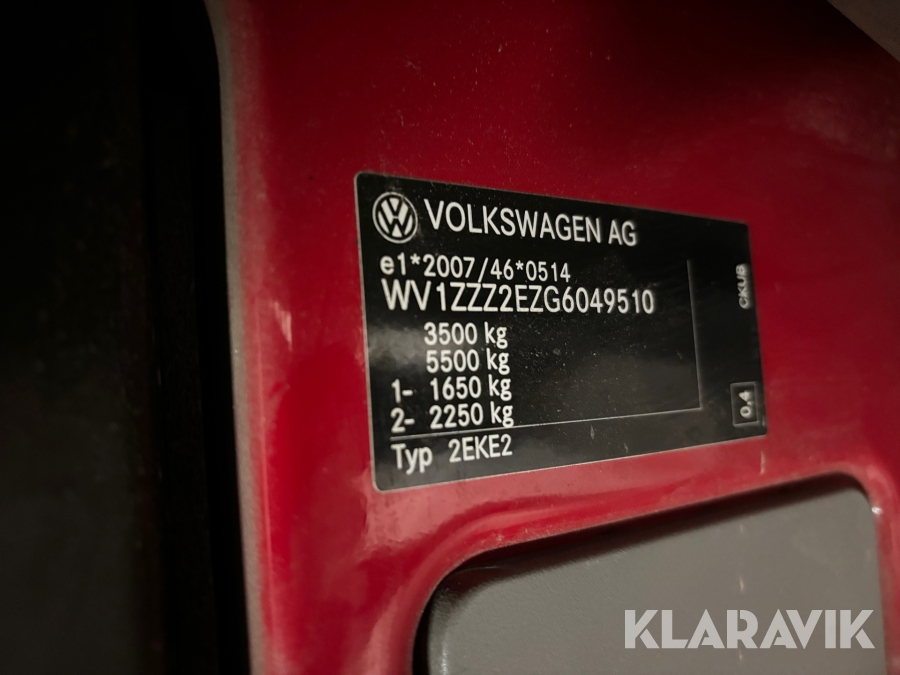 VOLKSWAGEN AG
e1*2007/46*0514
WV1ZZZ2EZG6049510
3500 kg
5500 kg
1- 1650 kg
2- 2250 kg
Typ 2EKE2
CKUB
0.4
KLARAVIK